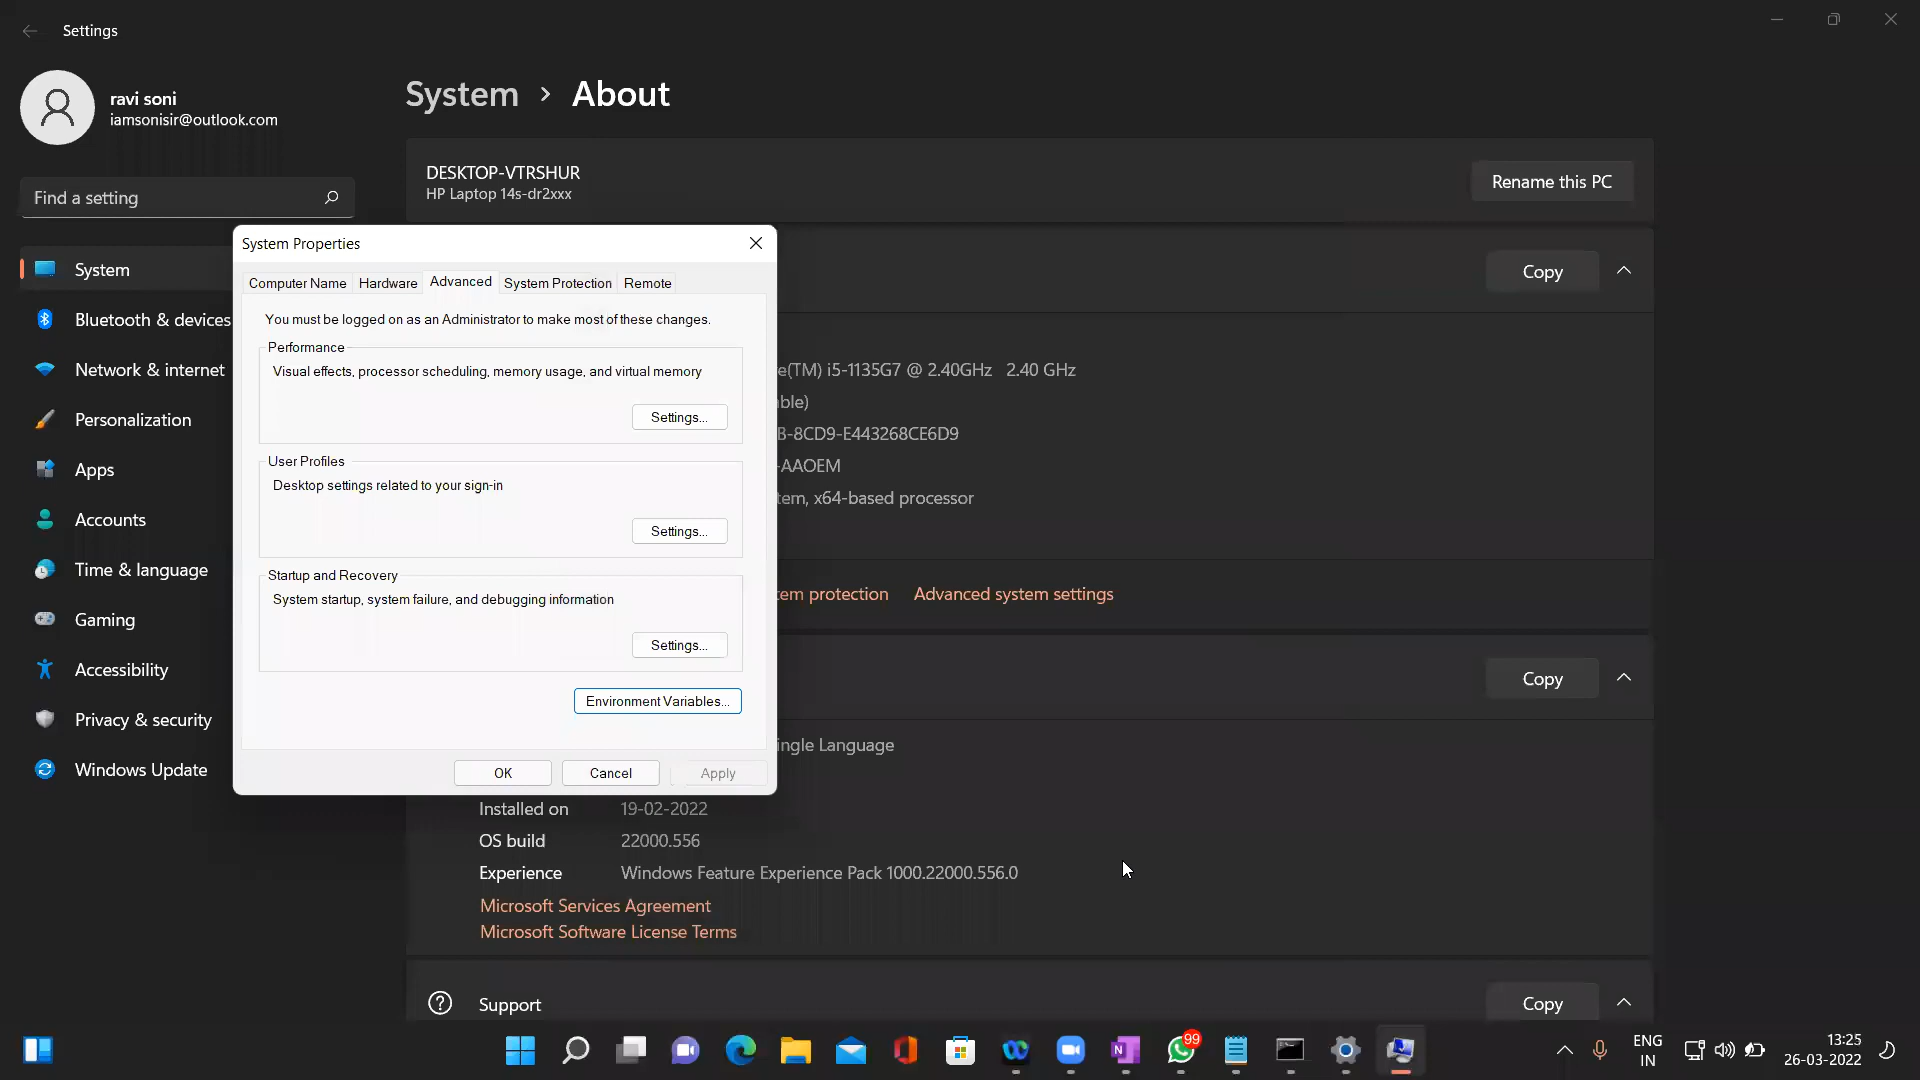 Settings
ravi soni
iamsonisir@outlook.com
Find a setting
System
Bluetooth & devices
Network & internet
Personalization
Apps
Accounts
Time & language
Gaming
Accessibility
Privacy & security
Windows Update
System > About
DESKTOP-VTRSHUR
HP Laptop 14s-dr2xxx
Rename this PC
Copy
e(TM) i5-1135G7 @ 2.40GHz 2.40 GHz
ble)
B-8CD9-E443268CE6D9
-AAOEM
tem, x64-based processor
tem protection
Advanced system settings
Copy
ingle Language
Installed on 19-02-2022
OS build 22000.556
Experience Windows Feature Experience Pack 1000.22000.556.0
Microsoft Services Agreement
Microsoft Software License Terms
Support
Copy
System Properties
Computer Name Hardware Advanced System Protection Remote
You must be logged on as an Administrator to make most of these changes.
Performance
Visual effects, processor scheduling, memory usage, and virtual memory
Settings...
User Profiles
Desktop settings related to your sign-in
Settings...
Startup and Recovery
System startup, system failure, and debugging information
Settings...
Environment Variables...
OK Cancel Apply
99
ENG
IN
13:25
26-03-2022